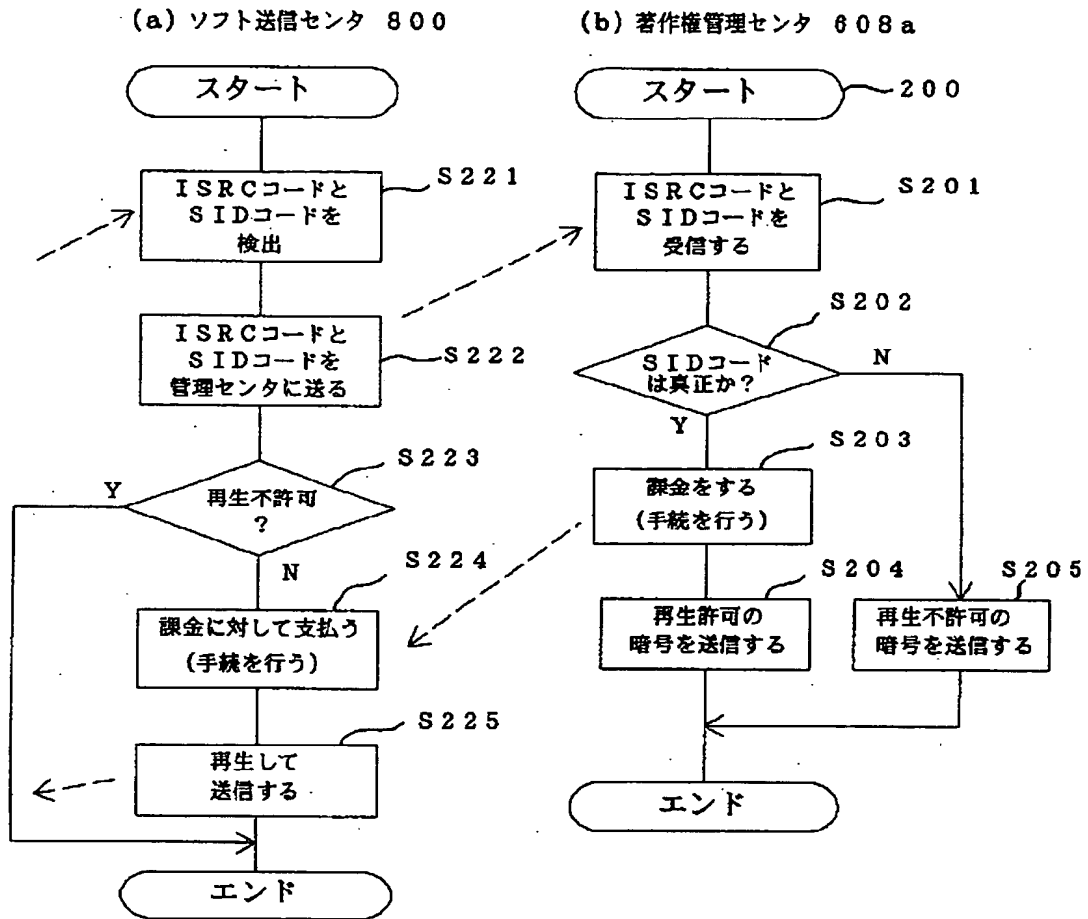 (a) ソフト送信センタ 800
スタート
ISRCコードと
SIDコードを
検出
S221
ISRCコードと
SIDコードを
管理センタに送る
S222
再生不許可
?
S223
Y
N
課金に対して支払う
(手続を行う)
S224
再生して
送信する
S225
エンド
(b) 著作権管理センタ 608a
スタート
200
ISRCコードと
SIDコードを
受信する
S201
SIDコード
は真正か?
S202
N
Y
課金をする
(手続を行う)
S203
再生許可の
暗号を送信する
S204
再生不許可の
暗号を送信する
S205
エンド